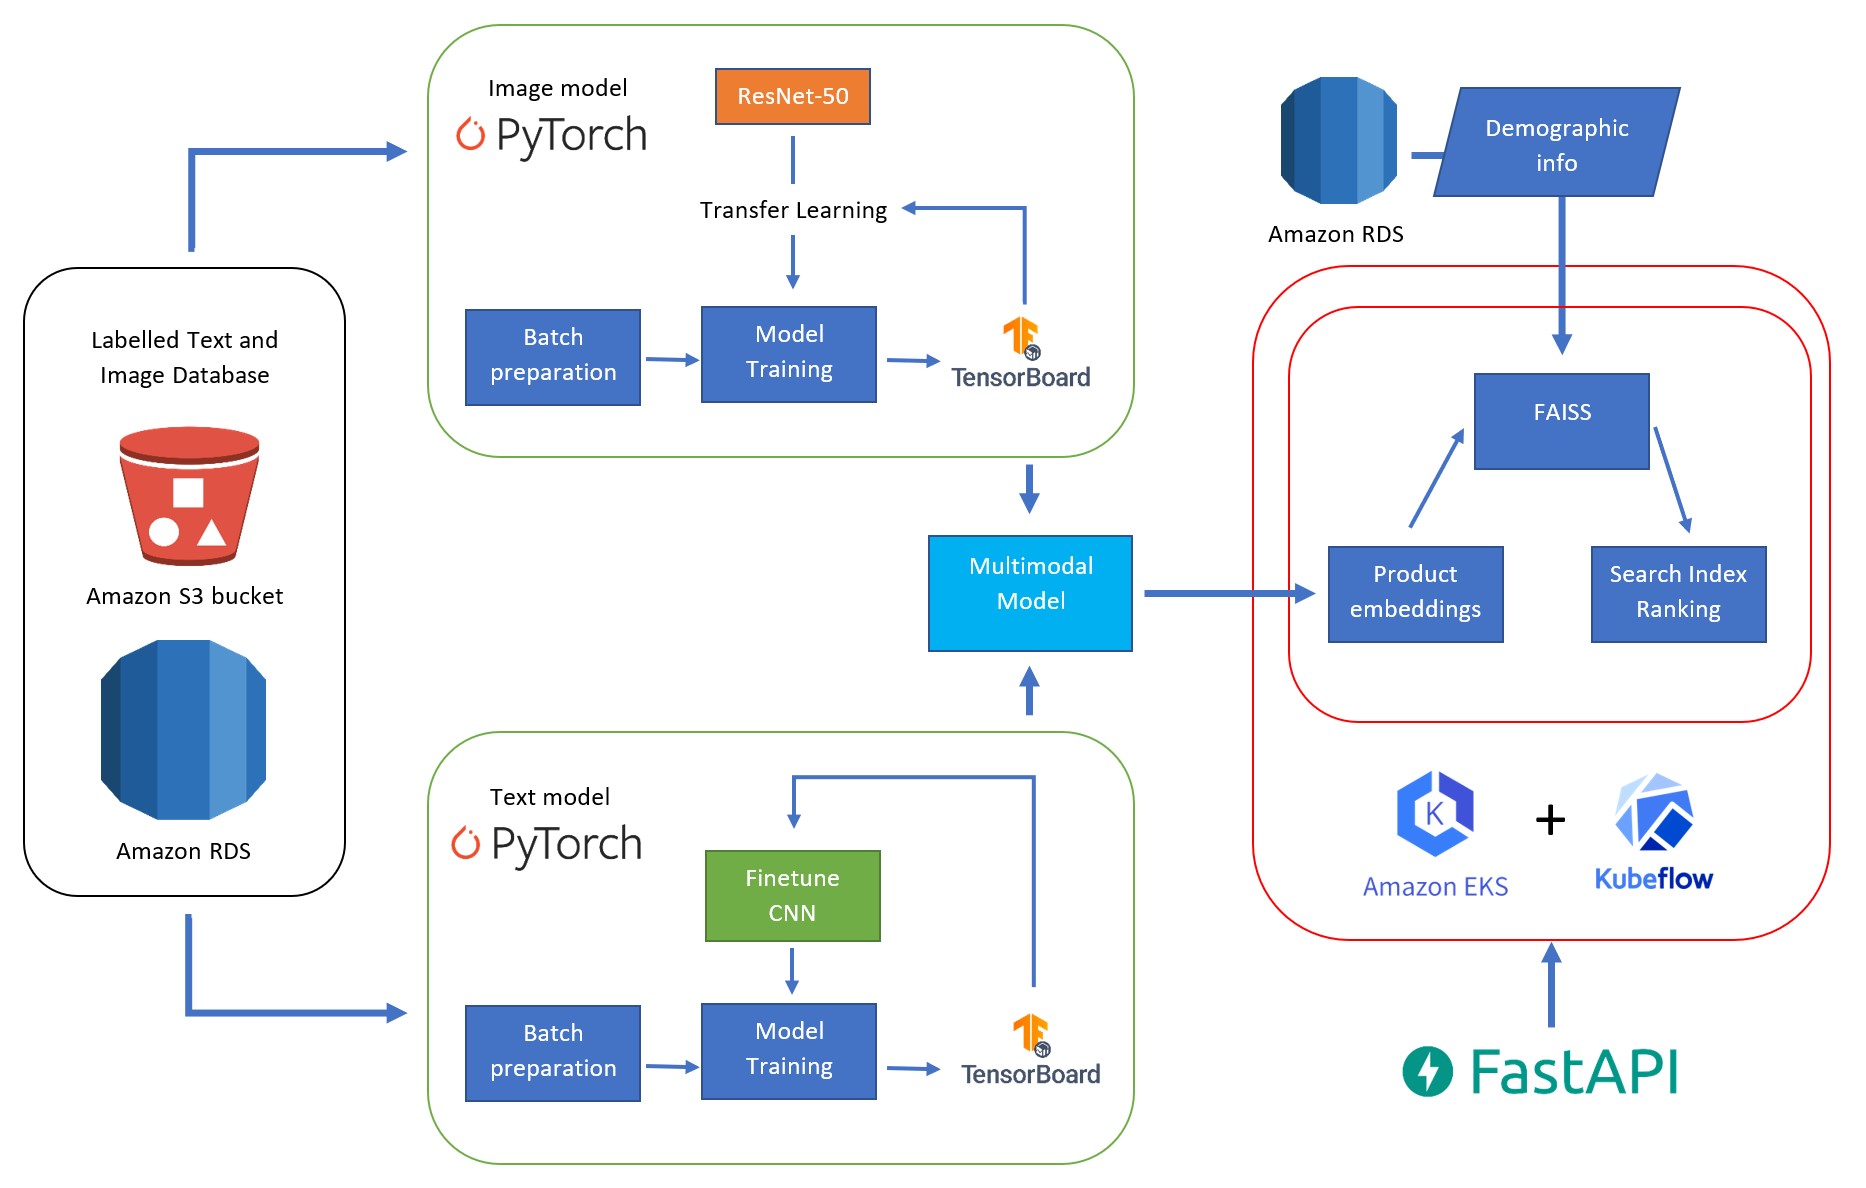 Labelled Text and
Image Database
Amazon S3 bucket
Amazon RDS
Image model
PyTorch
ResNet-50
Transfer Learning
Batch
preparation
Model
Training
TensorBoard
Multimodal
Model
Text model
PyTorch
Finetune
CNN
Batch
preparation
Model
Training
TensorBoard
Amazon RDS
Demographic
info
FAISS
Product
embeddings
Search Index
Ranking
K
Amazon EKS
+
Kubeflow
FastAPI